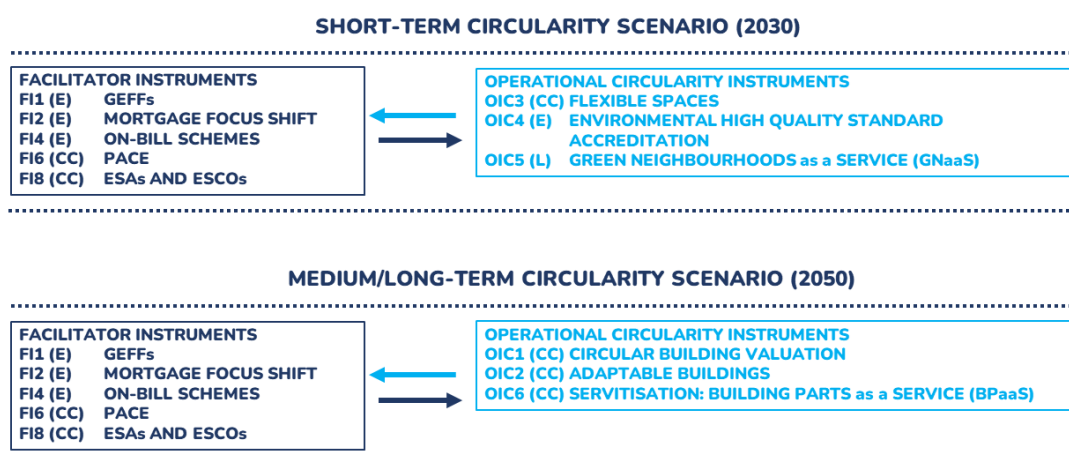 SHORT-TERM CIRCULARITY SCENARIO (2030)
FACILITATOR INSTRUMENTS
FI1 (E) GEFFs
FI2 (E) MORTGAGE FOCUS SHIFT
FI4 (E) ON-BILL SCHEMES
FI6 (CC) PACE
FI8 (CC) ESAs AND ESCOs
OPERATIONAL CIRCULARITY INSTRUMENTS
OIC3 (CC) FLEXIBLE SPACES
OIC4 (E) ENVIRONMENTAL HIGH QUALITY STANDARD
ACCREDITATION
OIC5 (L) GREEN NEIGHBOURHOODS as a SERVICE (GNaaS)
MEDIUM/LONG-TERM CIRCULARITY SCENARIO (2050)
FACILITATOR INSTRUMENTS
FI1 (E) GEFFs
FI2 (E) MORTGAGE FOCUS SHIFT
FI4 (E) ON-BILL SCHEMES
FI6 (CC) PACE
FI8 (CC) ESAs AND ESCOs
OPERATIONAL CIRCULARITY INSTRUMENTS
OIC1 (CC) CIRCULAR BUILDING VALUATION
OIC2 (CC) ADAPTABLE BUILDINGS
OIC6 (CC) SERVITISATION: BUILDING PARTS as a SERVICE (BPaaS)